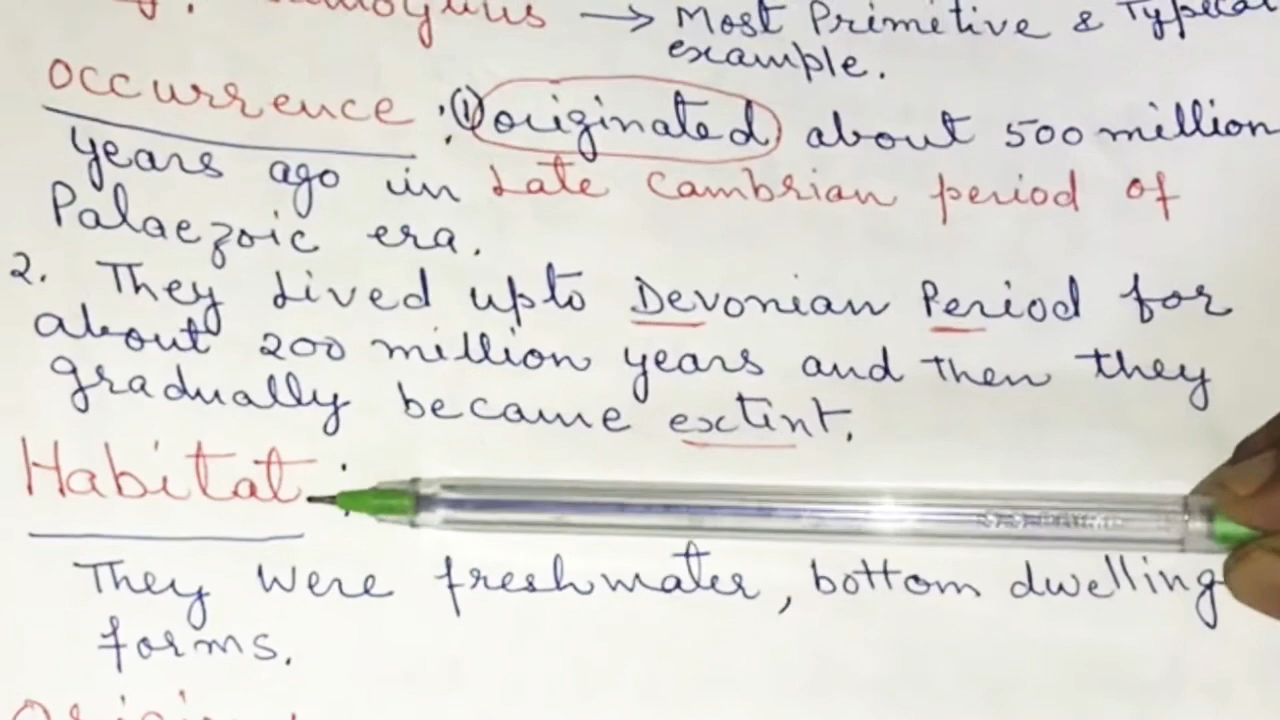 → Most Primitive & Typical
example.
Occurrence : ① originated about 500 million
years ago in Late Cambrian period of
Palaezoic era.
2. They Lived upto Devonian Period for
about 200 million years and then they
gradually became extint.
Habitat :
They were freshwater, bottom dwelling
forms.